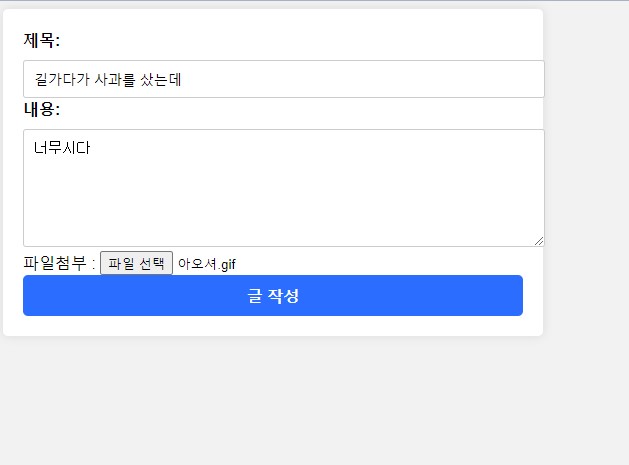 제목:
길가다가 사과를 샀는데
내용:
너무시다
파일첨부 : 파일 선택 아오셔.gif
글 작성